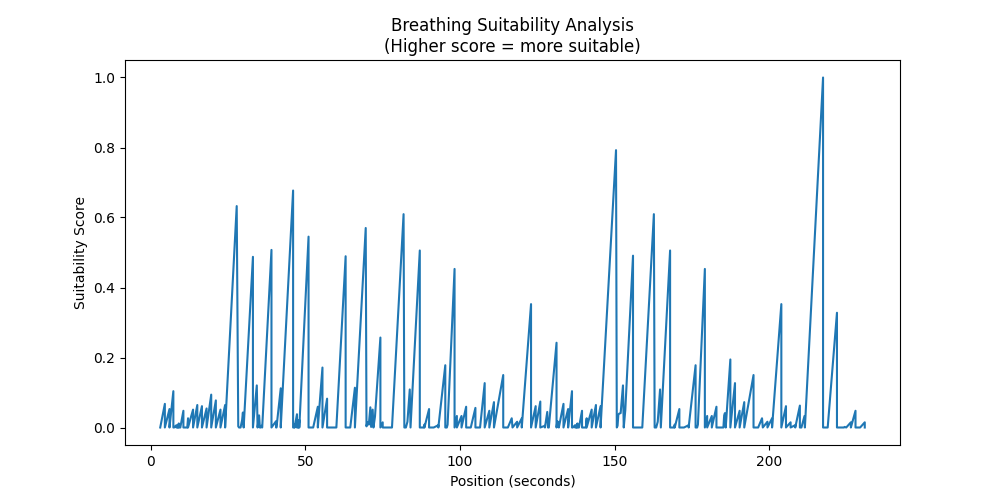 Breathing Suitability Analysis
(Higher score = more suitable)
1.0
0.8
0.6
0.4
0.2
0.0
Suitability Score
0 50 100 150 200
Position (seconds)